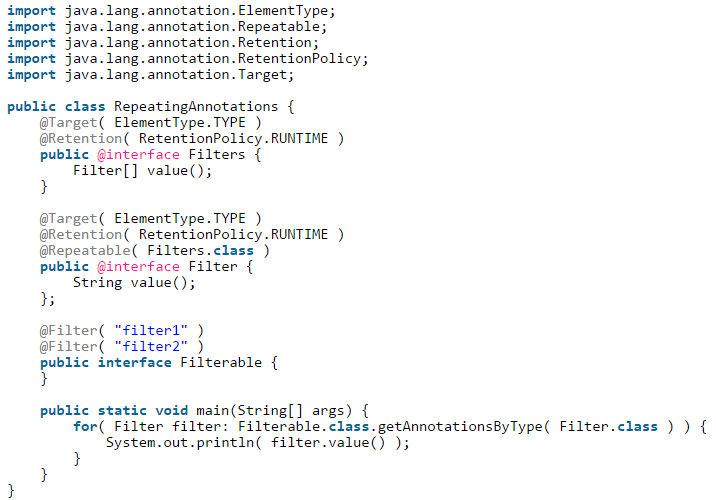 import java.lang.annotation.ElementType;
import java.lang.annotation.Repeatable;
import java.lang.annotation.Retention;
import java.lang.annotation.RetentionPolicy;
import java.lang.annotation.Target;

public class RepeatingAnnotations {
    @Target( ElementType.TYPE )
    @Retention( RetentionPolicy.RUNTIME )
    public @interface Filters {
        Filter[] value();
    }

    @Target( ElementType.TYPE )
    @Retention( RetentionPolicy.RUNTIME )
    @Repeatable( Filters.class )
    public @interface Filter {
        String value();
    };

    @Filter( "filter1" )
    @Filter( "filter2" )
    public interface Filterable {
    }

    public static void main(String[] args) {
        for( Filter filter: Filterable.class.getAnnotationsByType( Filter.class ) ) {
            System.out.println( filter.value() );
        }
    }
}